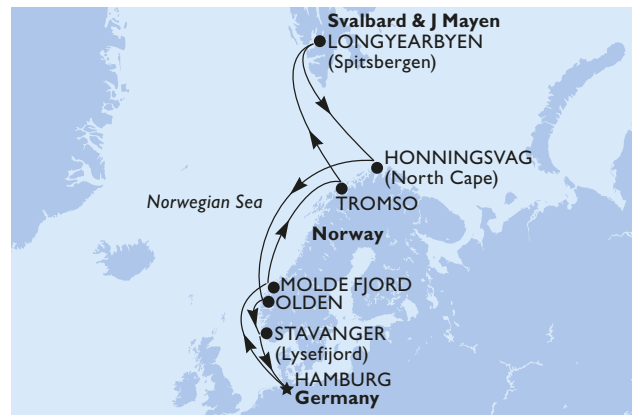 Svalbard & J Mayen
LONGYEARBYEN
(Spitsbergen)
HONNINGSVAG
(North Cape)
Norwegian Sea
TROMSO
Norway
MOLDE FJORD
OLDEN
STAVANGER
(Lysefijord)
HAMBURG
Germany